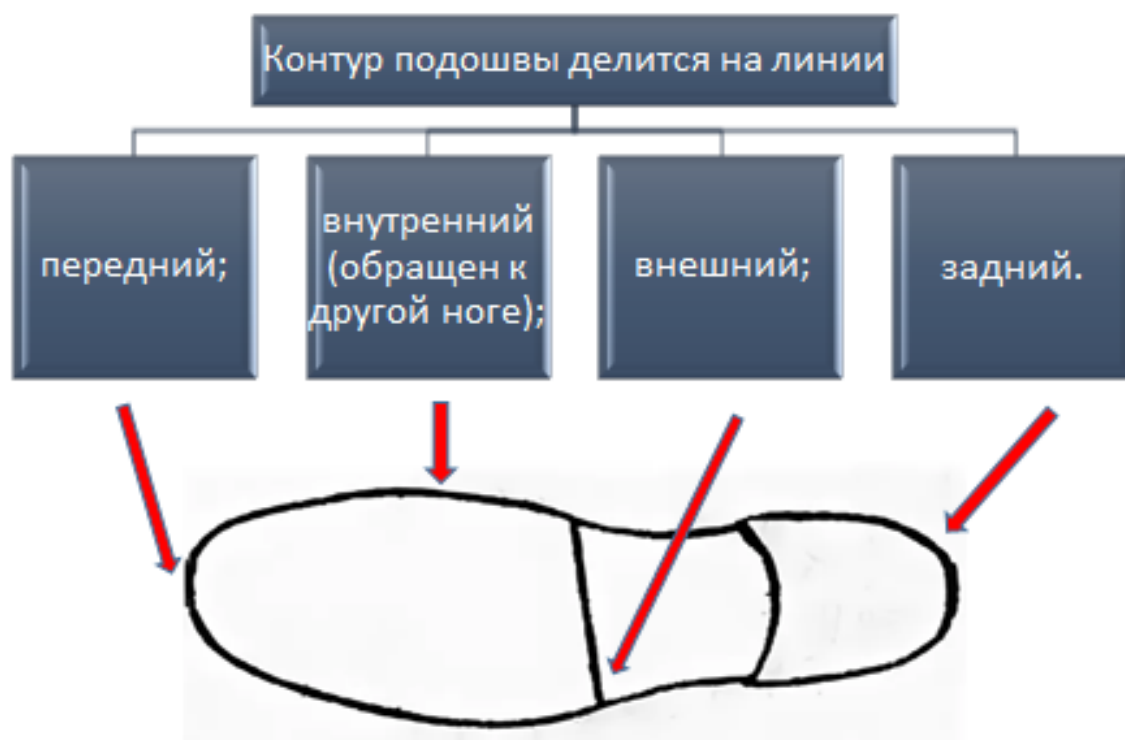 Контур подошвы делится на линии
передний;
внутренний
(обращен к
другой ноге);
внешний;
задний.